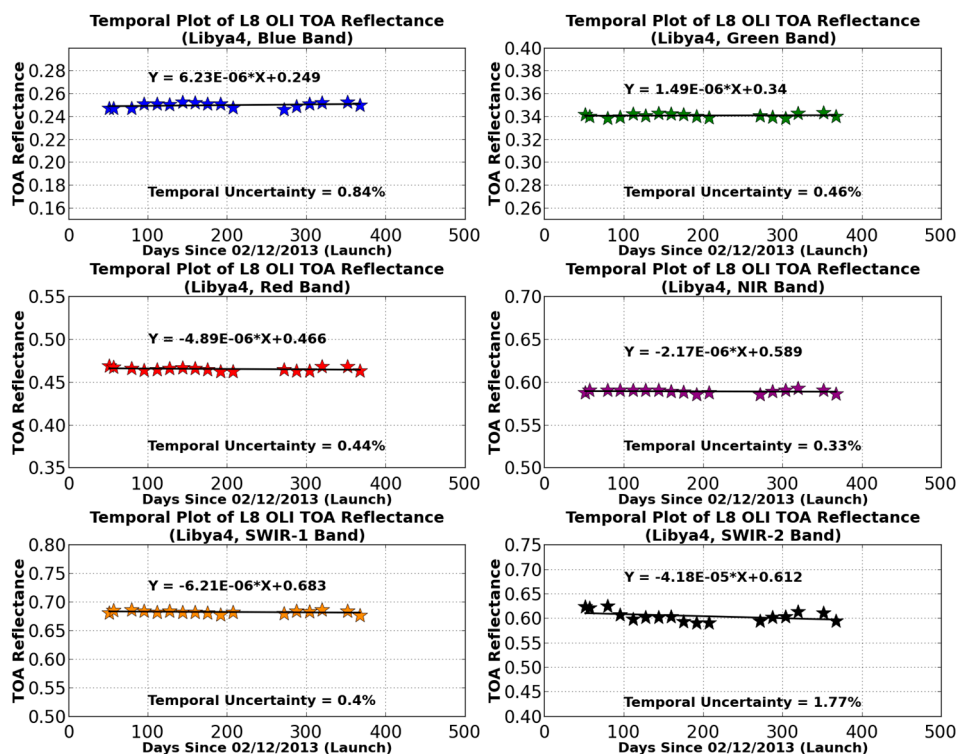 Temporal Plot of L8 OLI TOA Reflectance
(Libya4, Blue Band)
TOA Reflectance
0.28
0.26
0.24
0.22
0.20
0.18
0.16
Y = 6.23E-06*X+0.249
Temporal Uncertainty = 0.84%
0 100 200 300 400 500
Days Since 02/12/2013 (Launch)
Temporal Plot of L8 OLI TOA Reflectance
(Libya4, Green Band)
TOA Reflectance
0.40
0.38
0.36
0.34
0.32
0.30
0.28
0.26
Y = 1.49E-06*X+0.34
Temporal Uncertainty = 0.46%
0 100 200 300 400 500
Days Since 02/12/2013 (Launch)
Temporal Plot of L8 OLI TOA Reflectance
(Libya4, Red Band)
TOA Reflectance
0.55
0.50
0.45
0.40
0.35
Y = -4.89E-06*X+0.466
Temporal Uncertainty = 0.44%
0 100 200 300 400 500
Days Since 02/12/2013 (Launch)
Temporal Plot of L8 OLI TOA Reflectance
(Libya4, NIR Band)
TOA Reflectance
0.70
0.65
0.60
0.55
0.50
Y = -2.17E-06*X+0.589
Temporal Uncertainty = 0.33%
0 100 200 300 400 500
Days Since 02/12/2013 (Launch)
Temporal Plot of L8 OLI TOA Reflectance
(Libya4, SWIR-1 Band)
TOA Reflectance
0.80
0.75
0.70
0.65
0.60
0.55
0.50
Y = -6.21E-06*X+0.683
Temporal Uncertainty = 0.4%
0 100 200 300 400 500
Days Since 02/12/2013 (Launch)
Temporal Plot of L8 OLI TOA Reflectance
(Libya4, SWIR-2 Band)
TOA Reflectance
0.75
0.70
0.65
0.60
0.55
0.50
0.45
0.40
Y = -4.18E-05*X+0.612
Temporal Uncertainty = 1.77%
0 100 200 300 400 500
Days Since 02/12/2013 (Launch)